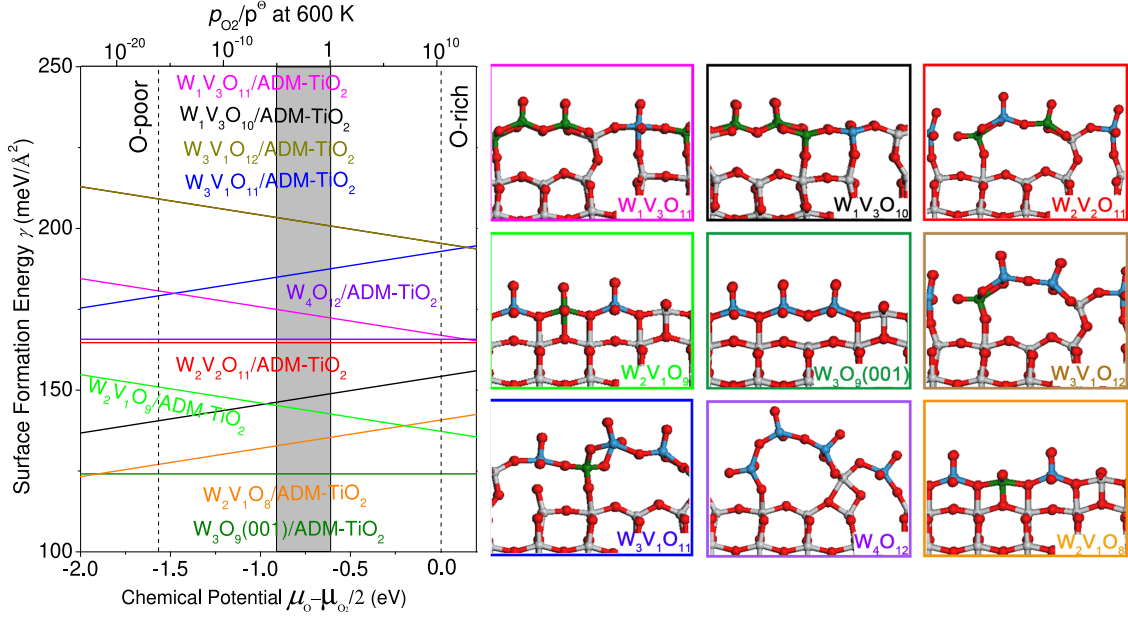 p_O2/p^Θ at 600 K
10^-20 10^-10 1 10^10
250
200
150
100
Surface Formation Energy γ (meV/Å²)
O-poor
O-rich
W₁V₃O₁₁/ADM-TiO₂
W₁V₃O₁₀/ADM-TiO₂
W₃V₁O₁₂/ADM-TiO₂
W₃V₁O₁₁/ADM-TiO₂
W₄O₁₂/ADM-TiO₂
W₂V₂O₁₁/ADM-TiO₂
W₂V₁O₉/ADM-TiO₂
W₂V₁O₈/ADM-TiO₂
W₃O₉(001)/ADM-TiO₂
-2.0 -1.5 -1.0 -0.5 0.0
Chemical Potential μ_O–μ_O₂/2 (eV)
W₁V₃O₁₁
W₁V₃O₁₀
W₂V₂O₁₁
W₂V₁O₉
W₃O₉(001)
W₃V₁O₁₂
W₃V₁O₁₁
W₄O₁₂
W₂V₁O₈